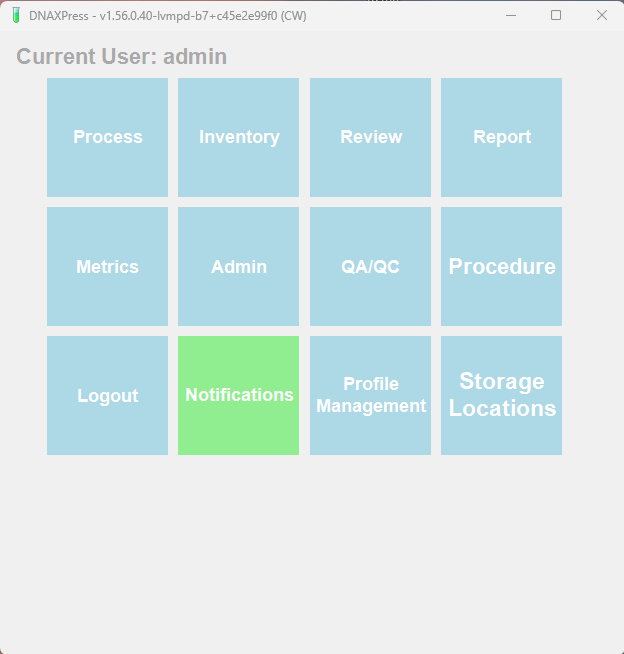 DNAXPress - v1.56.0.40-lvmpd-b7+c45e2e99f0 (CW)
Current User: admin
Process
Inventory
Review
Report
Metrics
Admin
QA/QC
Procedure
Logout
Notifications
Profile
Management
Storage
Locations